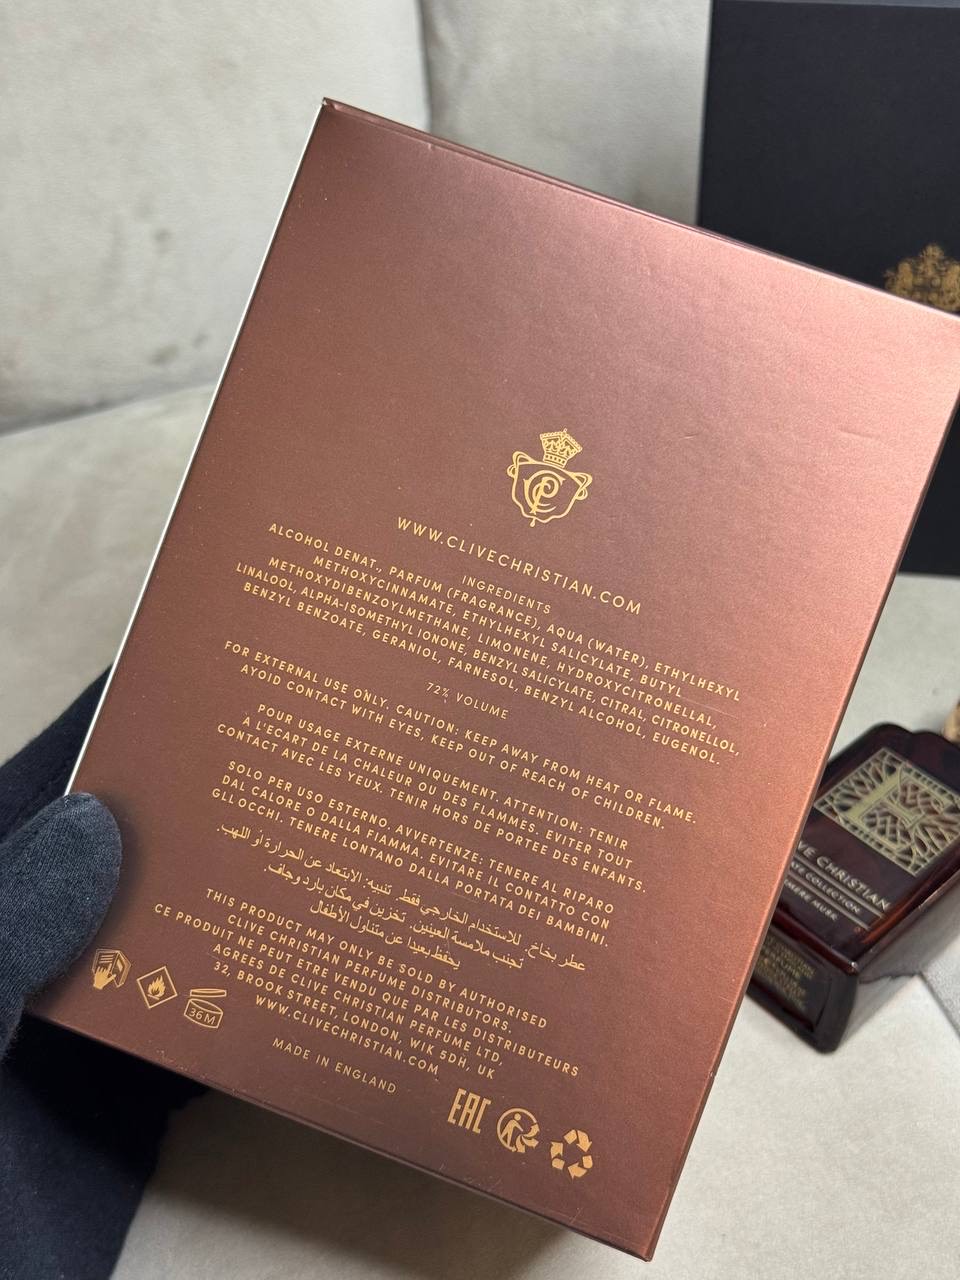 WWW.CLIVECHRISTIAN.COM
INGREDIENTS
ALCOHOL DENAT., PARFUM (FRAGRANCE), AQUA (WATER), ETHYLHEXYL
METHOXYCINNAMATE, ETHYLHEXYL SALICYLATE, BUTYL
METHOXYDIBENZOYLMETHANE, LIMONENE, HYDROXYCITRONELLAL,
LINALOOL, ALPHA-ISOMETHYL IONONE, BENZYL SALICYLATE, CITRAL, CITRONELLOL,
BENZYL BENZOATE, GERANIOL, FARNESOL, BENZYL ALCOHOL, EUGENOL.
72% VOLUME
FOR EXTERNAL USE ONLY. CAUTION: KEEP AWAY FROM HEAT OR FLAME.
AYOID CONTACT WITH EYES, KEEP OUT OF REACH OF CHILDREN.
POUR USAGE EXTERNE UNIQUEMENT. ATTENTION: TENIR
À L'ECART DE LA CHALEUR OU DES FLAMMES. EVITER TOUT
CONTACT AVEC LES YEUX. TENIR HORS DE PORTEE DES ENFANTS.
SOLO PER USO ESTERNO. AVVERTENZE: TENERE AL RIPARO
DAL CALORE O DALLA FIAMMA. EVITARE IL CONTATTO CON
GLI OCCHI. TENERE LONTANO DALLA PORTATA DEI BAMBINI.
عطر بخاخ. للاستخدام الخارجي فقط. تنبيه: الابتعاد عن الحرارة أو اللهب.
تجنب ملامسة العينين. تخزين في مكان بارد وجاف.
يحفظ بعيدا عن متناول الأطفال
THIS PRODUCT MAY ONLY BE SOLD BY AUTHORISED
CLIVE CHRISTIAN PERFUME DISTRIBUTORS.
CE PRODUIT NE PEUT ETRE VENDU QUE PAR LES DISTRIBUTEURS
AGREES DE CLIVE CHRISTIAN PERFUME LTD,
32, BROOK STREET, LONDON, W1K 5DH, UK
WWW.CLIVECHRISTIAN.COM
MADE IN ENGLAND
36M
EAC
VE CHRISTIAN
TE COLLECTION
MERE MUSK